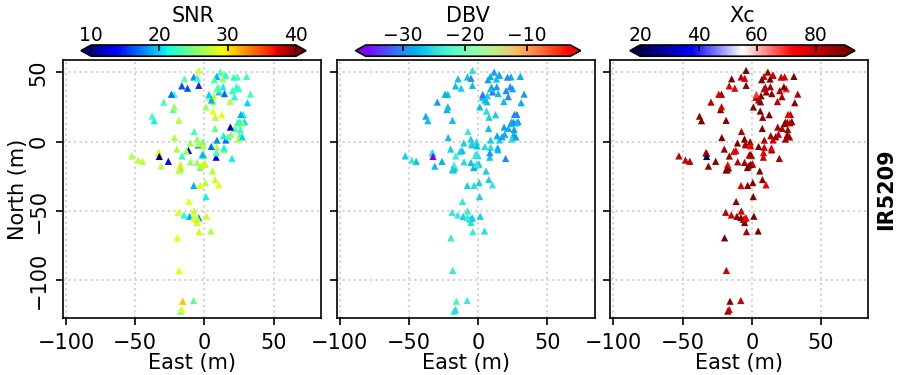 SNR DBV Xc
10 20 30 40 −30 −20 −10 20 40 60 80
50
0
−50
−100
North (m)
−100 −50 0 50 −100 −50 0 50 −100 −50 0 50
East (m) East (m) East (m)
IR5209